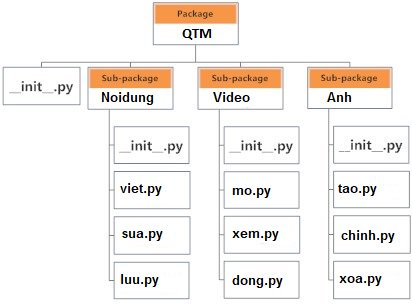 Package
QTM
__init__.py
Sub-package
Noidung
__init__.py
viet.py
sua.py
luu.py
Sub-package
Video
__init__.py
mo.py
xem.py
dong.py
Sub-package
Anh
__init__.py
tao.py
chinh.py
xoa.py